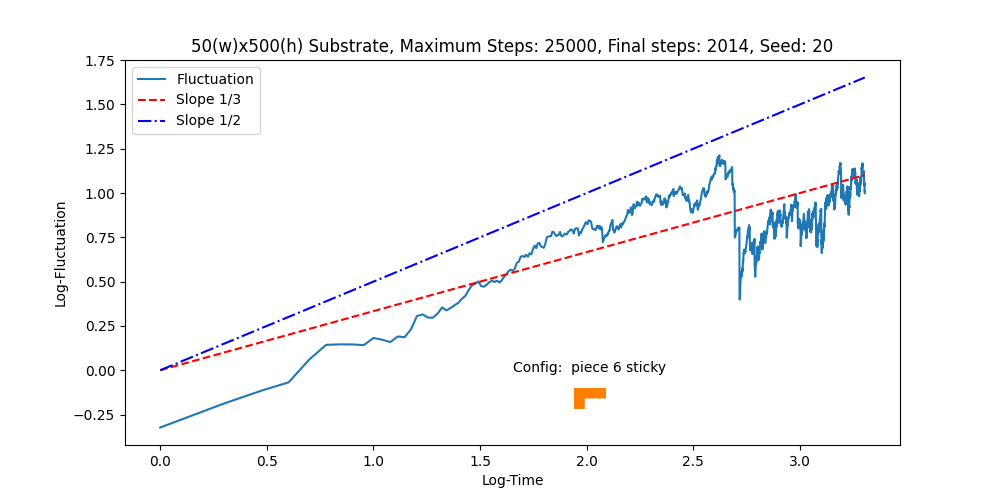 50(w)x500(h) Substrate, Maximum Steps: 25000, Final steps: 2014, Seed: 20
1.75
1.50
1.25
1.00
0.75
0.50
0.25
0.00
−0.25
Log-Fluctuation
Fluctuation
Slope 1/3
Slope 1/2
Config:  piece 6 sticky
0.0 0.5 1.0 1.5 2.0 2.5 3.0
Log-Time